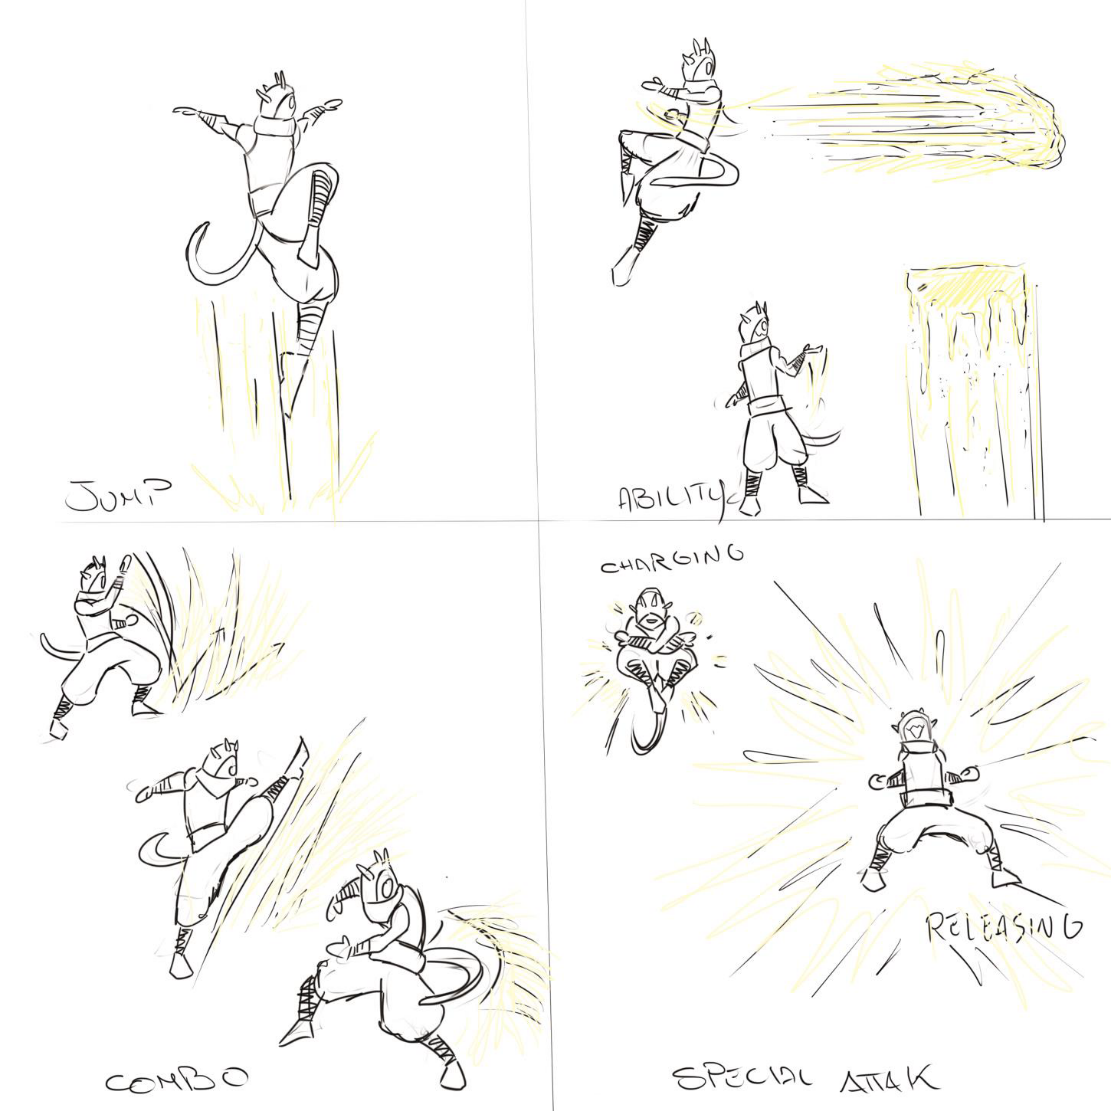 JUMP
ABILITY
COMBO
CHARGING
RELEASING
SPECIAL ATTAK